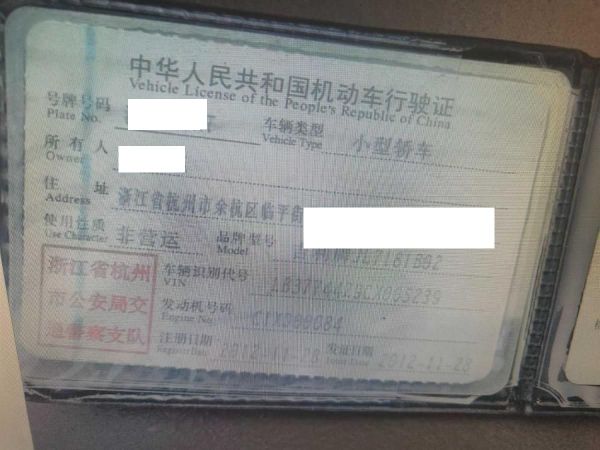 中华人民共和国机动车行驶证
Vehicle License of the People's Republic of China
号牌号码 车辆类型 小型轿车
Plate No. Vehicle Type
所有人
Owner
住址 浙江省杭州市余杭区临平街
Address
使用性质 非营运 品牌型号
Use Character Model
浙江省杭州
市公安局交
通警察支队
车辆识别代号
VIN
发动机号码
Engine No.
注册日期 2012-11-28 发证日期 2012-11-28
Register Date Issue Date